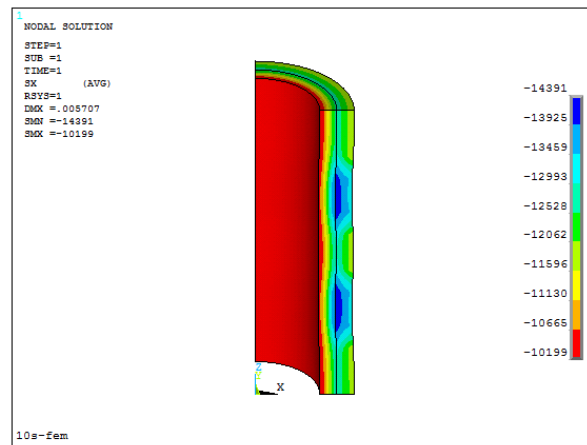 1
NODAL SOLUTION
STEP=1
SUB =1
TIME=1
SX (AVG)
RSYS=1
DMX =.005707
SMN =-14391
SMX =-10199
-14391
-13925
-13459
-12993
-12528
-12062
-11596
-11130
-10665
-10199
Z
Y
X
10s-fem